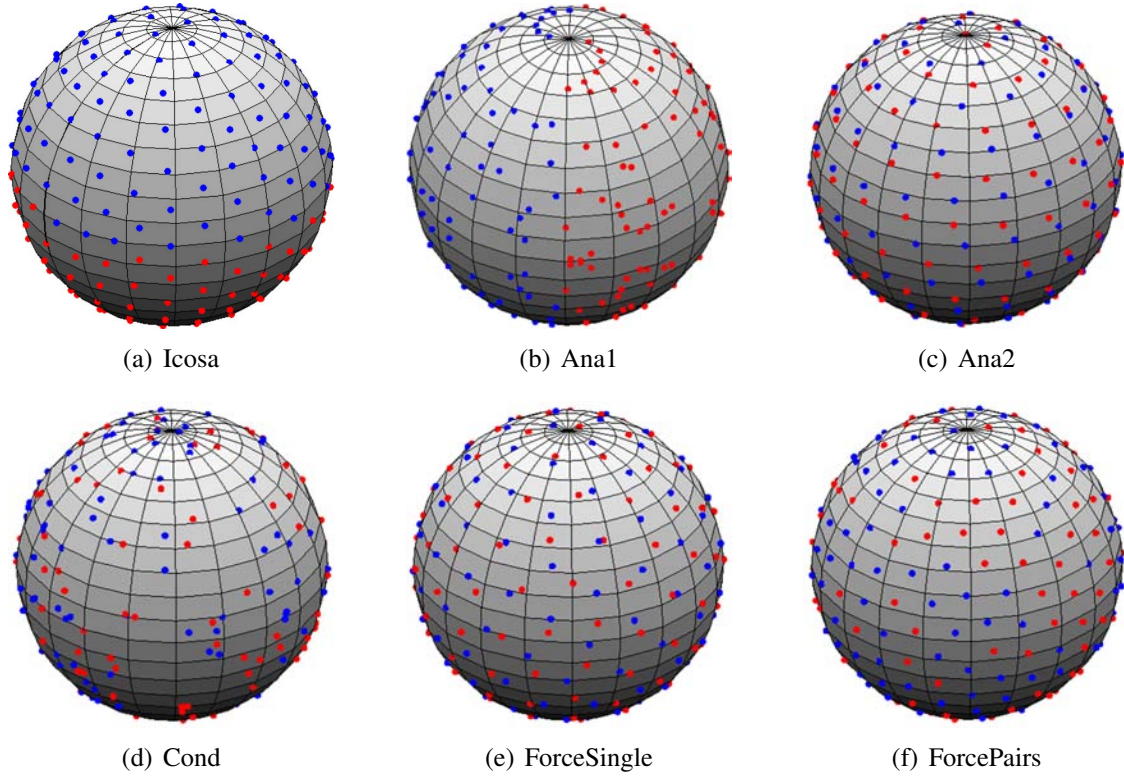 (a) Icosa
(b) Ana1
(c) Ana2
(d) Cond
(e) ForceSingle
(f) ForcePairs